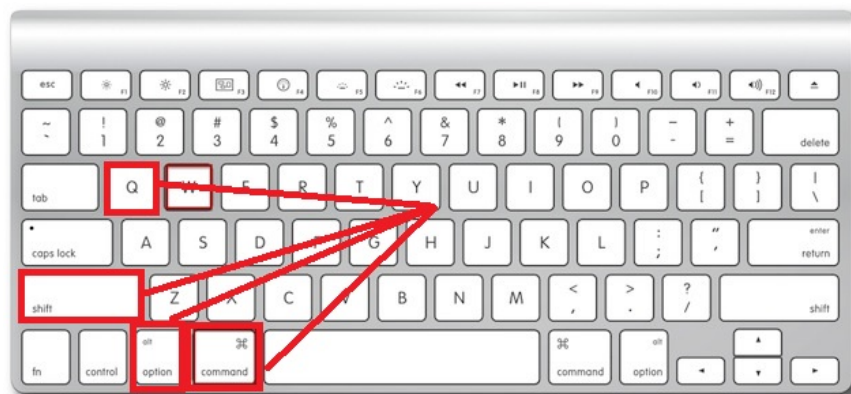 esc F1 F2 F3 F4 F5 F6 F7 F8 F9 F10 F11 F12
~ ! @ # $ % ^ & * ( ) _ +
` 1 2 3 4 5 6 7 8 9 0 - = delete
tab Q W E R T Y U I O P { [ } ] | \
caps lock A S D F G H J K L : ; " ' enter return
shift Z X C V B N M < , > . ? / shift
alt ⌘ ⌘ alt
fn control option command command option